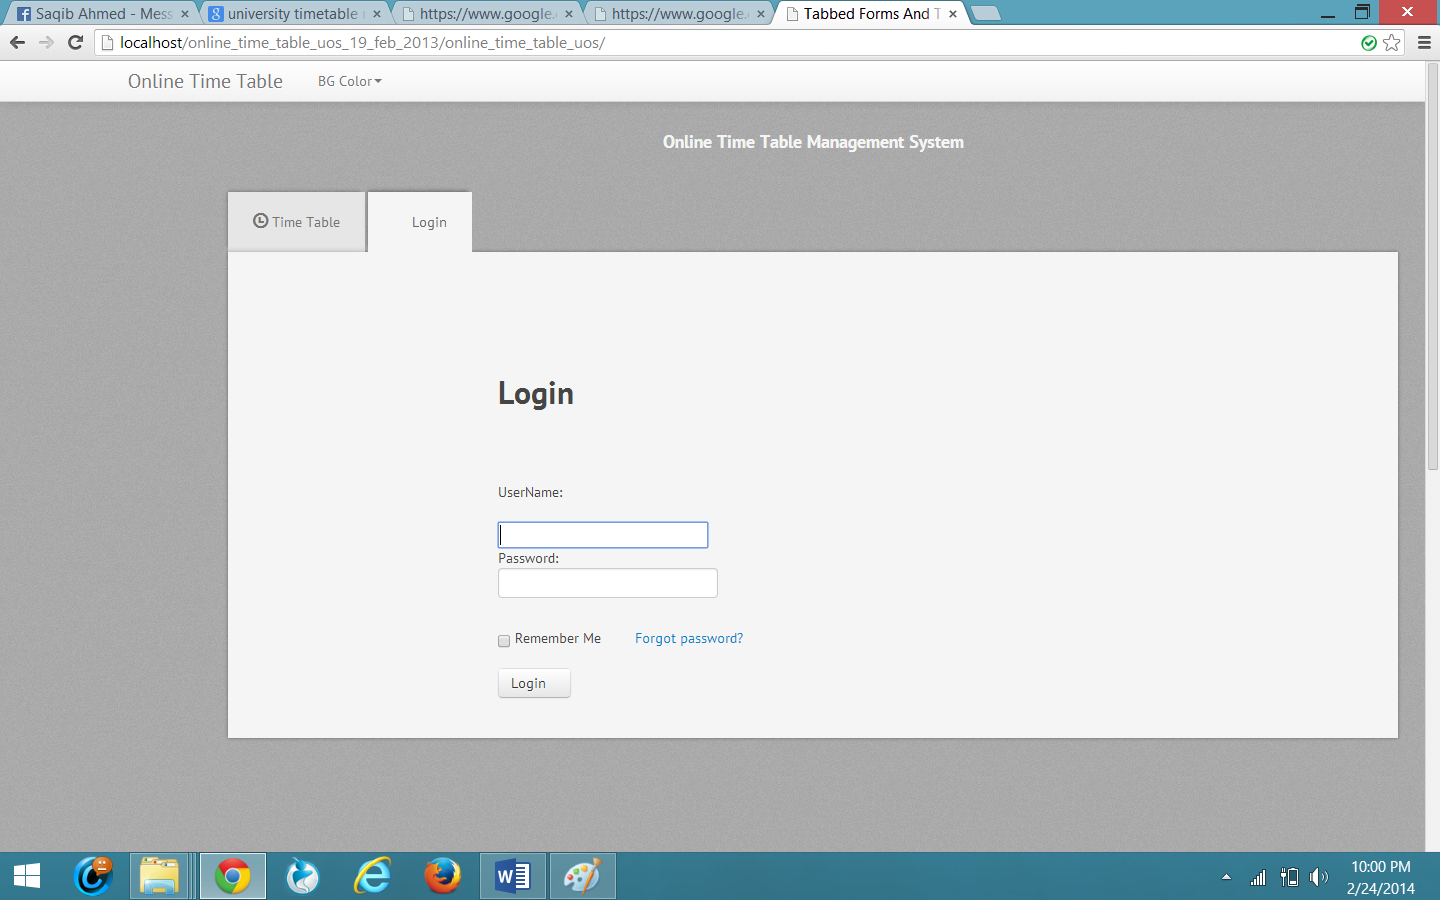 Saqib Ahmed - Mess
university timetable
https://www.google.
https://www.google.
Tabbed Forms And T
localhost/online_time_table_uos_19_feb_2013/online_time_table_uos/
Online Time Table
BG Color
Online Time Table Management System
Time Table
Login
Login
UserName:
Password:
Remember Me
Forgot password?
Login
10:00 PM
2/24/2014